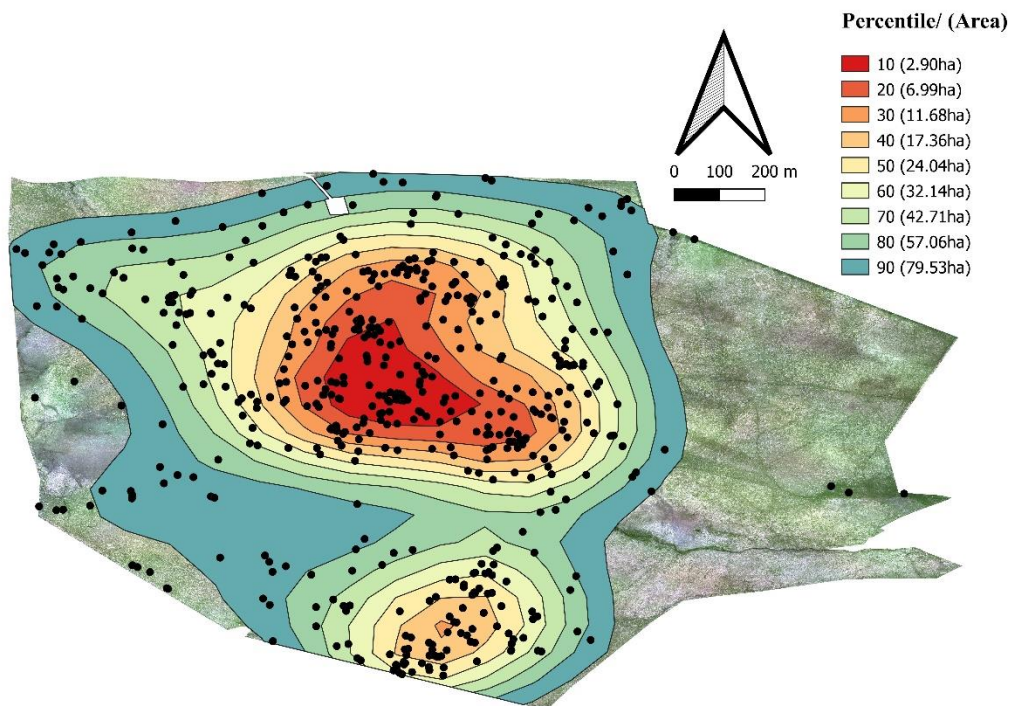 Percentile/ (Area)
10 (2.90ha)
20 (6.99ha)
30 (11.68ha)
40 (17.36ha)
50 (24.04ha)
60 (32.14ha)
70 (42.71ha)
80 (57.06ha)
90 (79.53ha)
0 100 200 m